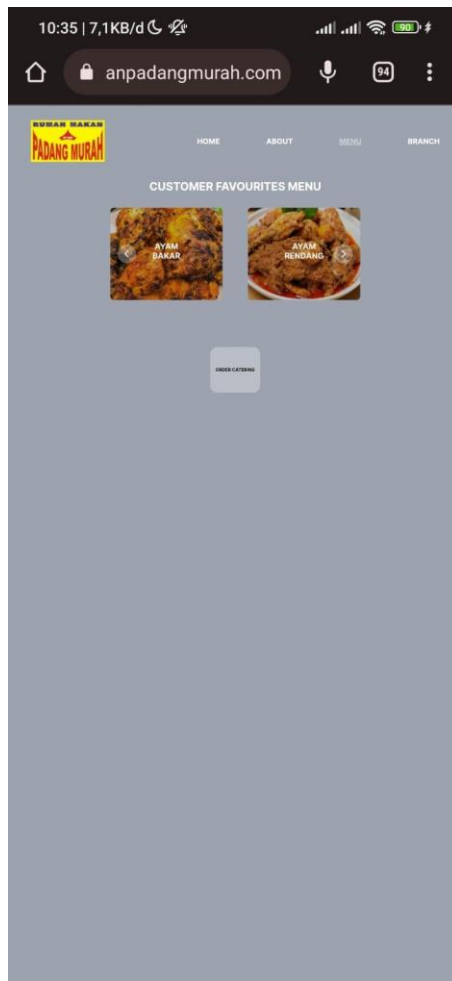 10:35 | 7,1KB/d
90
anpadangmurah.com
94
RUMAH MAKAN
PADANG MURAH
HOME
ABOUT
MENU
BRANCH
CUSTOMER FAVOURITES MENU
AYAM
BAKAR
AYAM
RENDANG
ORDER CATERING